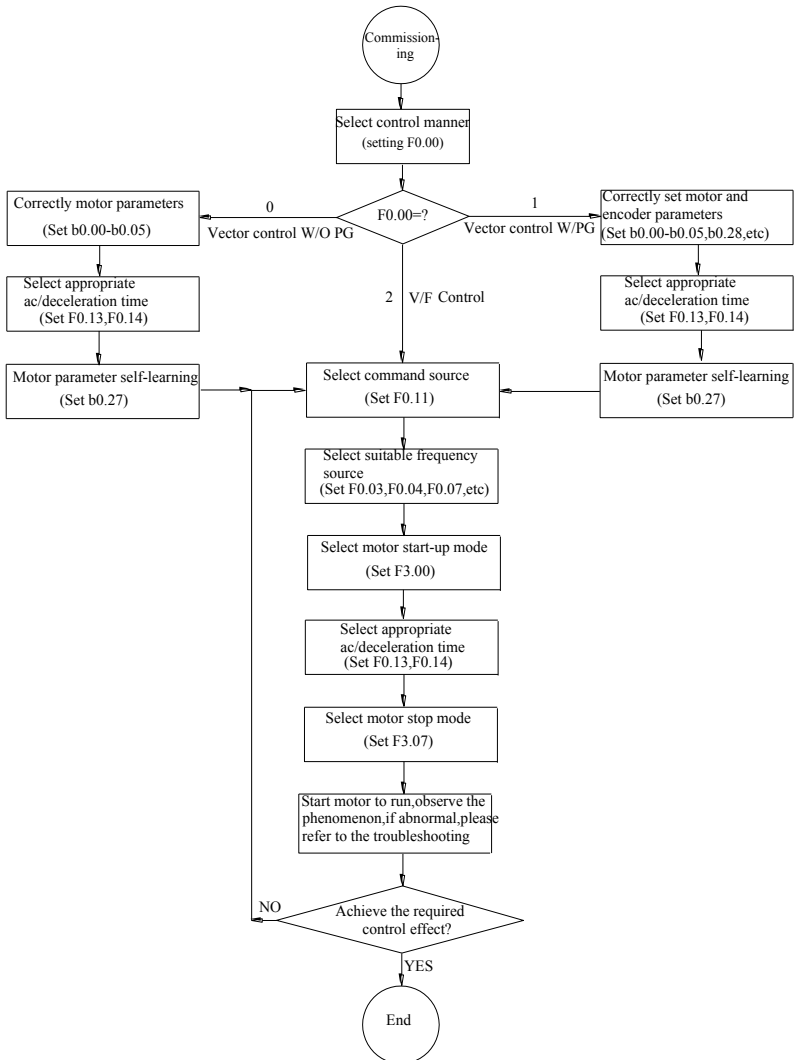 Commission-
ing
Select control manner
(setting F0.00)
F0.00=?
0
Vector control W/O PG
1
Vector control W/PG
2 V/F Control
Correctly motor parameters
(Set b0.00-b0.05)
Select appropriate
ac/deceleration time
(Set F0.13,F0.14)
Motor parameter self-learning
(Set b0.27)
Correctly set motor and
encoder parameters
(Set b0.00-b0.05,b0.28,etc)
Select appropriate
ac/deceleration time
(Set F0.13,F0.14)
Motor parameter self-learning
(Set b0.27)
Select command source
(Set F0.11)
Select suitable frequency
source
(Set F0.03,F0.04,F0.07,etc)
Select motor start-up mode
(Set F3.00)
Select appropriate
ac/deceleration time
(Set F0.13,F0.14)
Select motor stop mode
(Set F3.07)
Start motor to run,observe the
phenomenon,if abnormal,please
refer to the troubleshooting
NO
Achieve the required
control effect?
YES
End